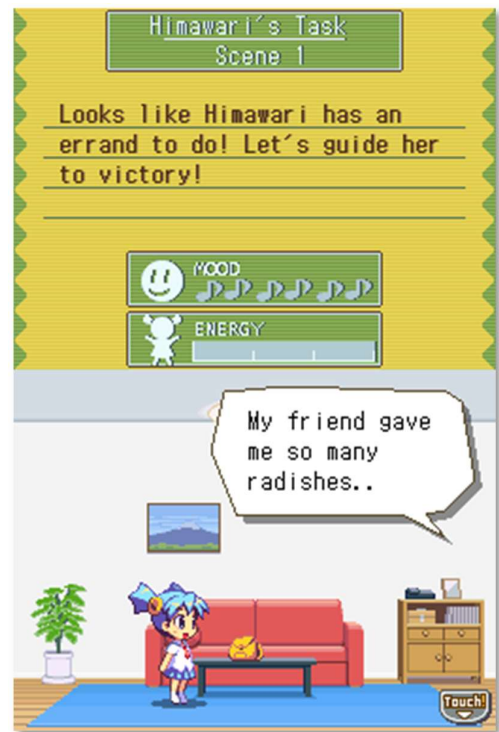 Himawari´s Task
Scene 1
Looks like Himawari has an
errand to do! Let´s guide her
to victory!
MOOD
ENERGY
My friend gave
me so many
radishes..
Touch!